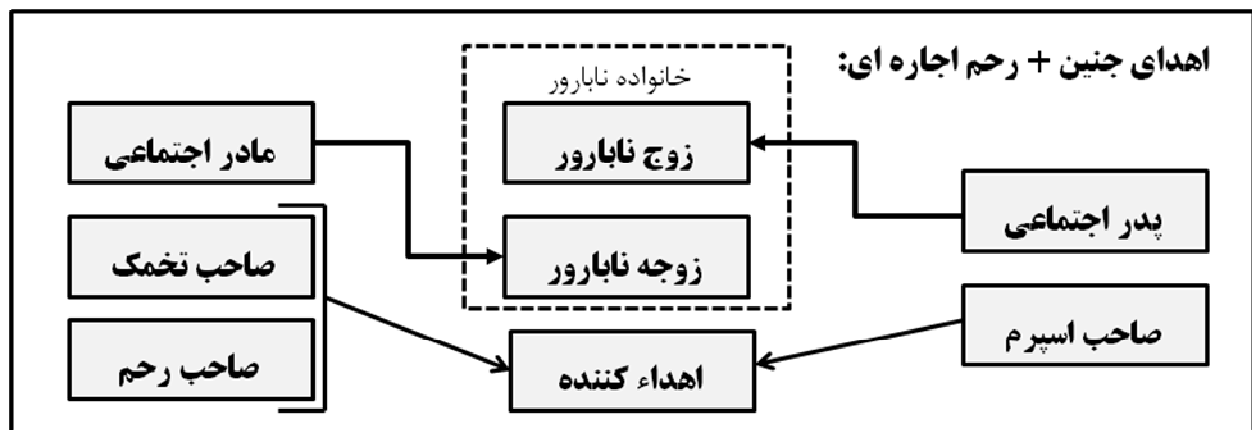 اهدای جنین + رحم اجاره ای:
خانواده نابارور
زوج نابارور
مادر اجتماعی
پدر اجتماعی
زوجه نابارور
صاحب تخمک
صاحب اسپرم
اهداء کننده
صاحب رحم